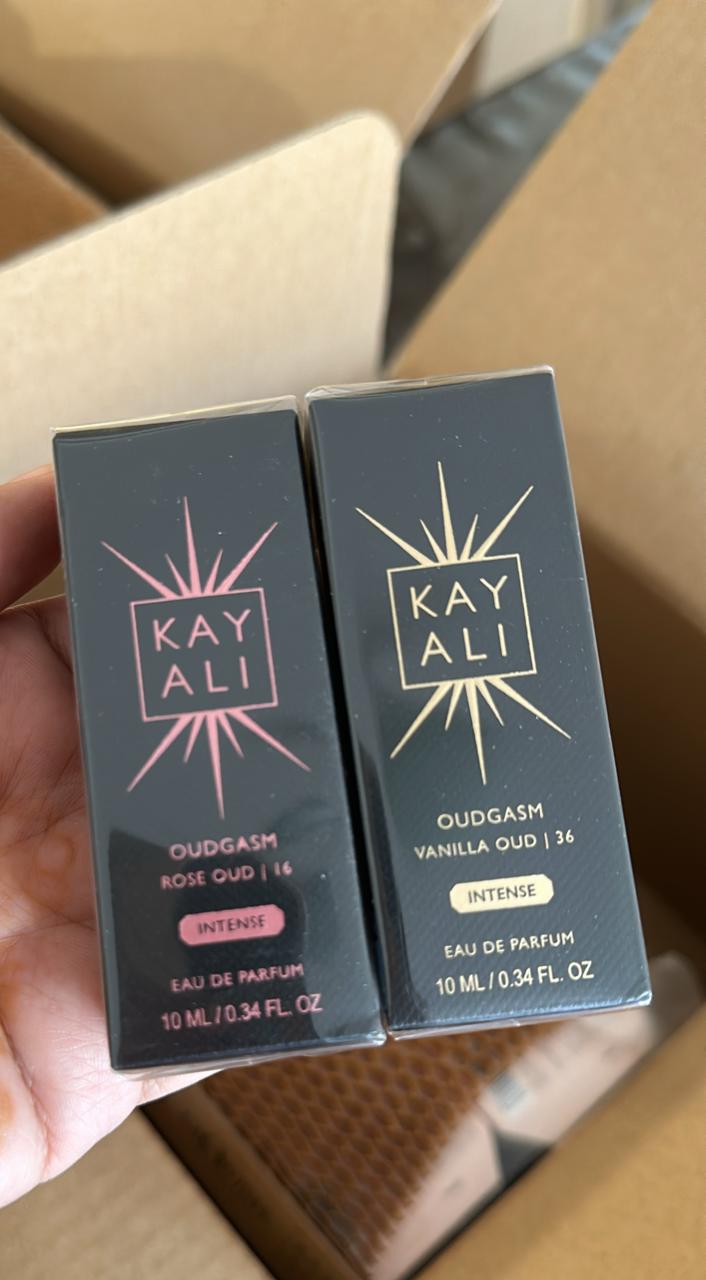 KAY
ALI
OUDGASM
ROSE OUD | 16
INTENSE
EAU DE PARFUM
10 ML / 0.34 FL. OZ
KAY
ALI
OUDGASM
VANILLA OUD | 36
INTENSE
EAU DE PARFUM
10 ML / 0.34 FL. OZ